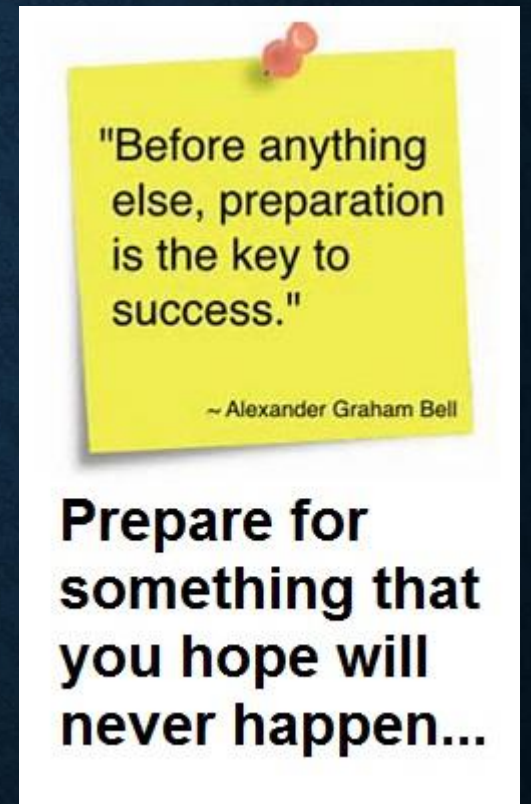 "Before anything
else, preparation
is the key to
success."
~ Alexander Graham Bell
Prepare for
something that
you hope will
never happen...